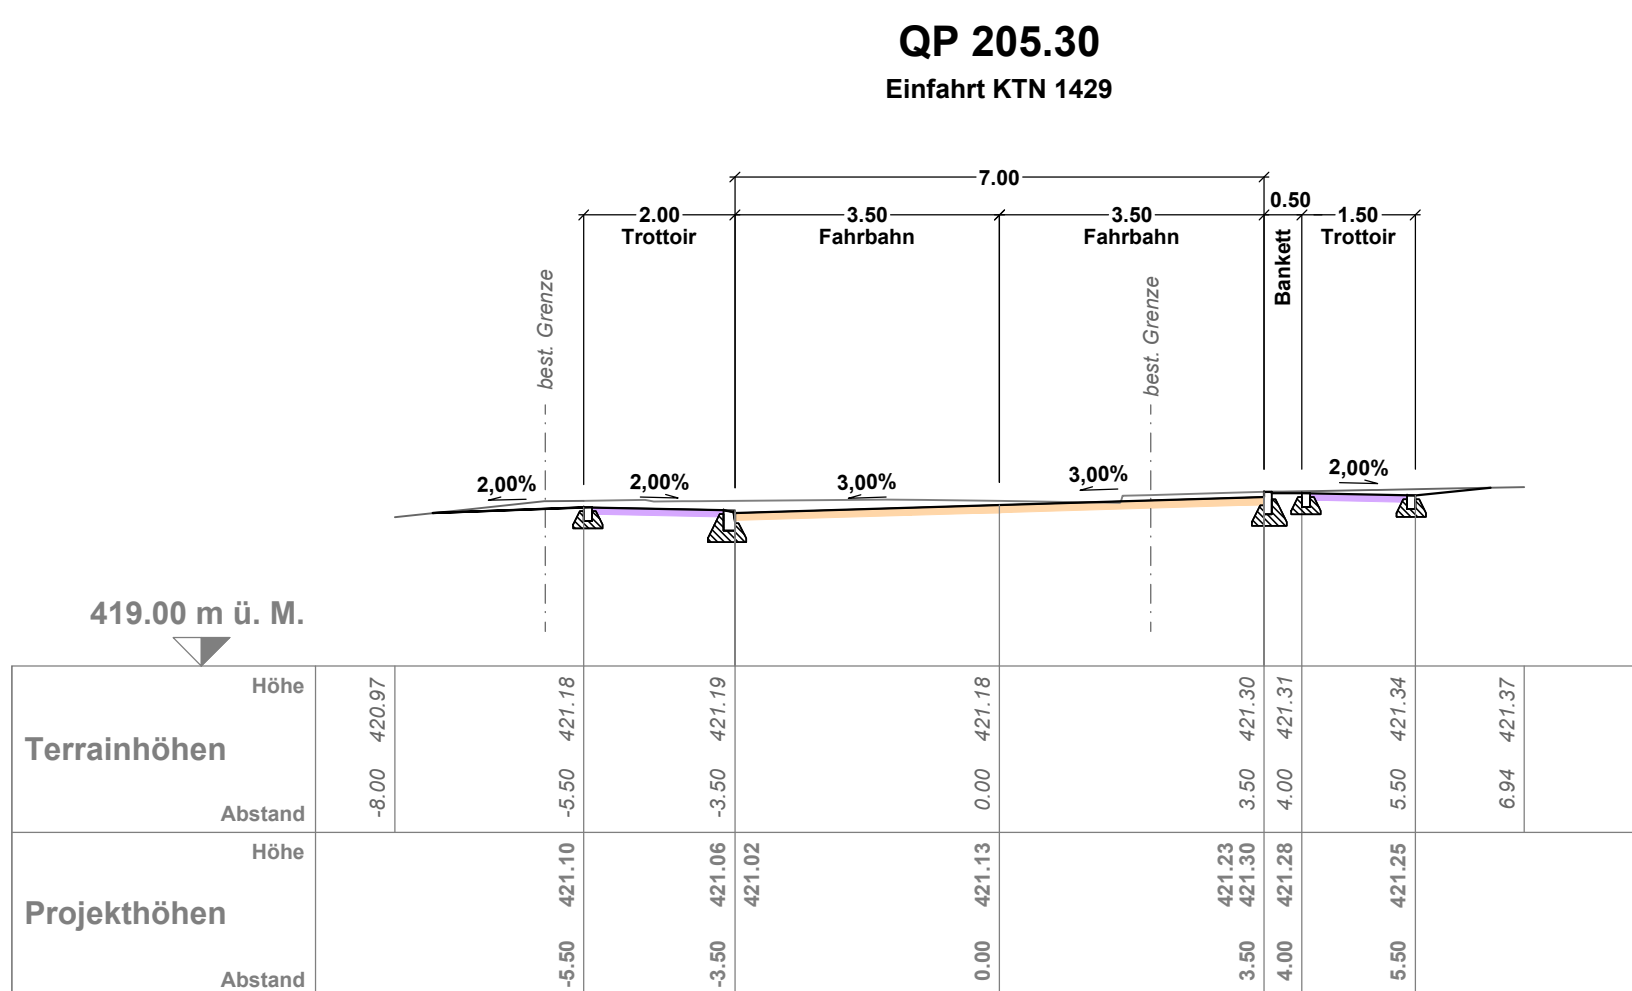 QP 205.30
Einfahrt KTN 1429
7.00
0.50
2.00
3.50
3.50
1.50
Trottoir
Fahrbahn
Fahrbahn
Bankett
Trottoir
best. Grenze
best. Grenze
2,00%
2,00%
3,00%
3,00%
2,00%
419.00 m ü. M.
Terrainhöhen
Höhe
420.97
421.18
421.19
421.18
421.30
421.31
421.34
421.37
Abstand
-8.00
-5.50
-3.50
0.00
3.50
4.00
5.50
6.94
Projekthöhen
Höhe
421.10
421.06
421.02
421.13
421.23
421.30
421.28
421.25
Abstand
-5.50
-3.50
0.00
3.50
4.00
5.50